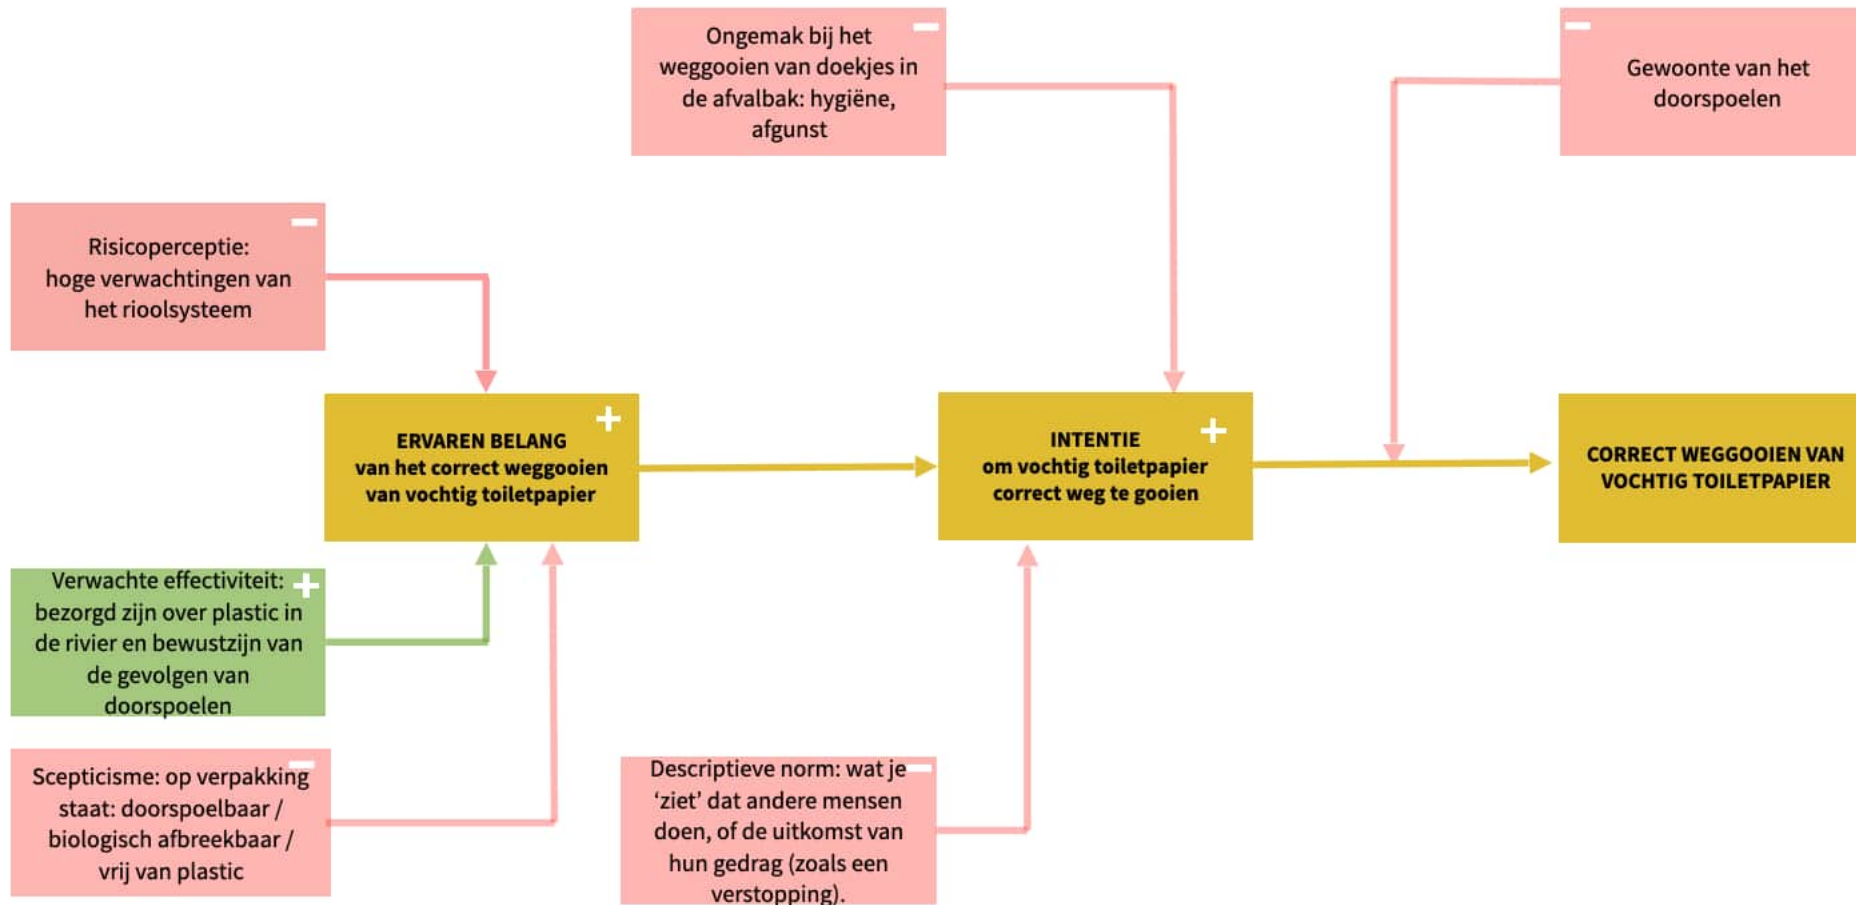 Ongemak bij het
weggooien van doekjes in
de afvalbak: hygiëne,
afgunst
Gewoonte van het
doorspoelen
Risicoperceptie:
hoge verwachtingen van
het rioolsysteem
ERVAREN BELANG
van het correct weggooien
van vochtig toiletpapier
INTENTIE
om vochtig toiletpapier
correct weg te gooien
CORRECT WEGGOOIEN VAN
VOCHTIG TOILETPAPIER
Verwachte effectiviteit:
bezorgd zijn over plastic in
de rivier en bewustzijn van
de gevolgen van
doorspoelen
Scepticisme: op verpakking
staat: doorspoelbaar /
biologisch afbreekbaar /
vrij van plastic
Descriptieve norm: wat je
‘ziet’ dat andere mensen
doen, of de uitkomst van
hun gedrag (zoals een
verstopping).